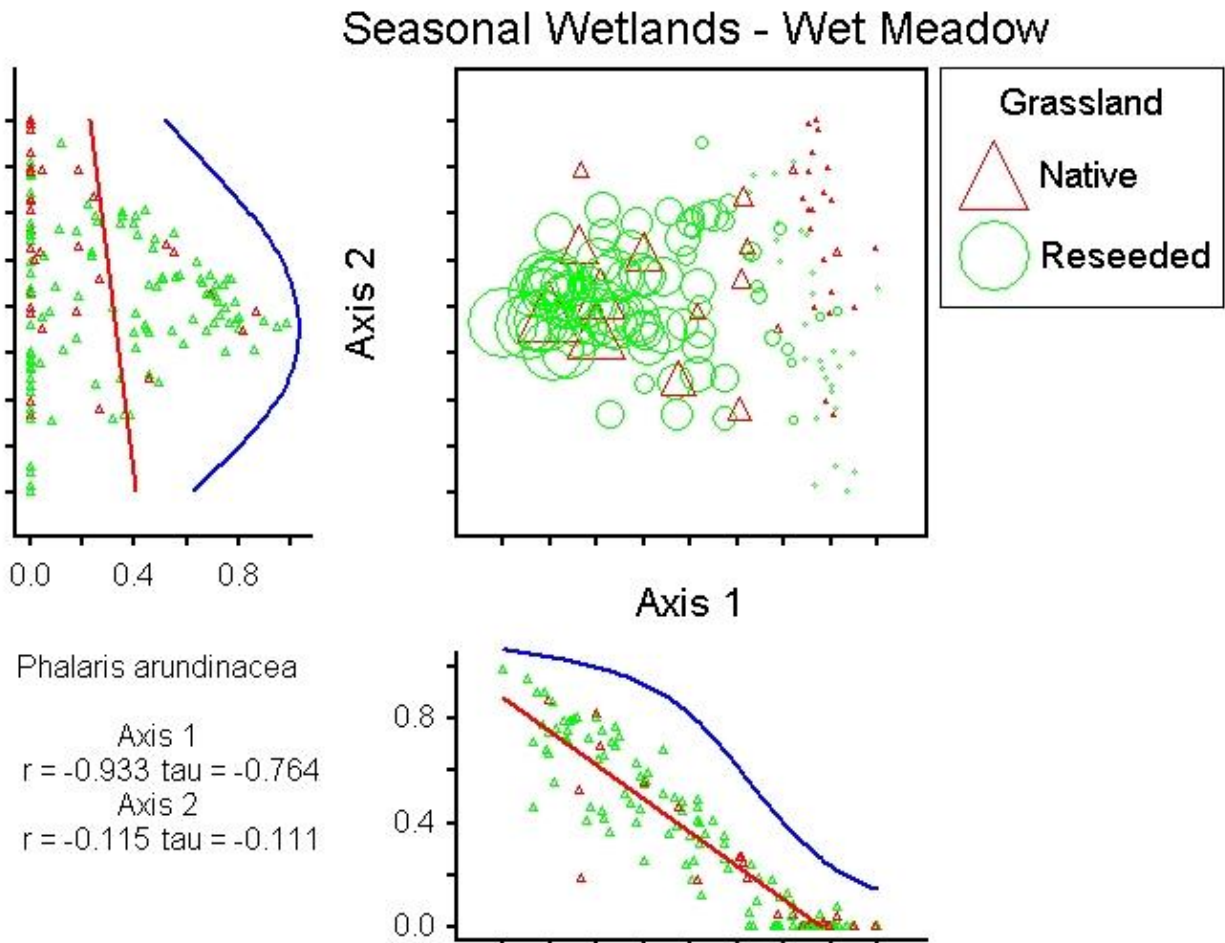 Seasonal Wetlands - Wet Meadow
Grassland
Native
Reseeded
Axis 2
0.0 0.4 0.8
Axis 1
Phalaris arundinacea
Axis 1
r = -0.933 tau = -0.764
Axis 2
r = -0.115 tau = -0.111
0.8
0.4
0.0